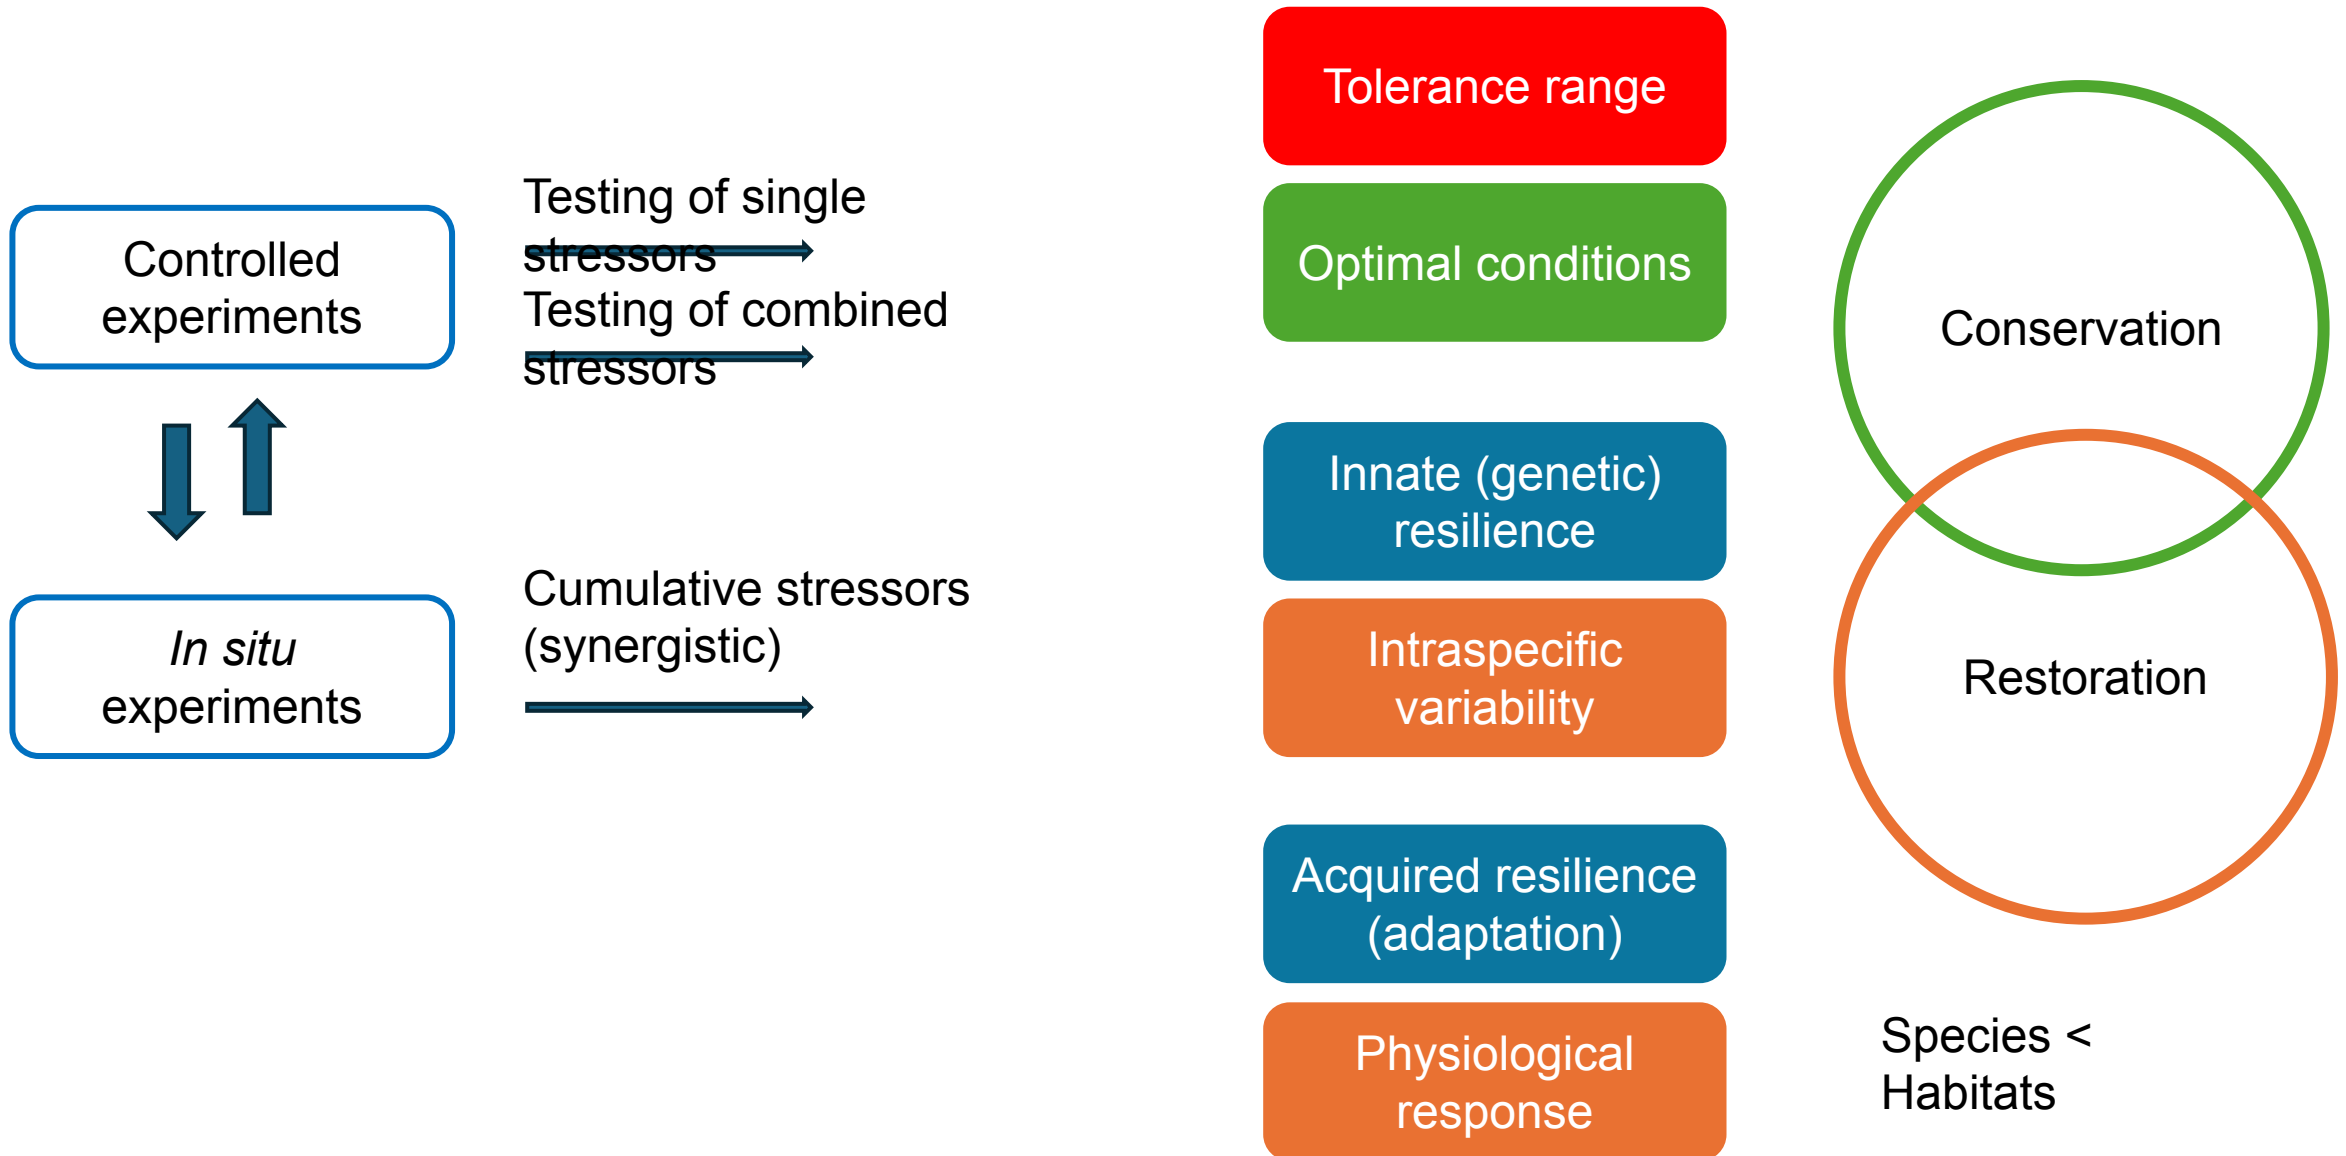 Controlled
experiments
In situ
experiments
Testing of single
stressors
Testing of combined
stressors
Cumulative stressors
(synergistic)
Tolerance range
Optimal conditions
Innate (genetic)
resilience
Intraspecific
variability
Acquired resilience
(adaptation)
Physiological
response
Conservation
Restoration
Species <
Habitats